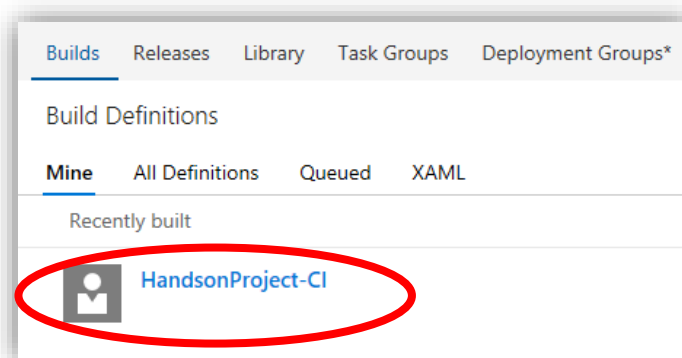 Builds Releases Library Task Groups Deployment Groups*
Build Definitions
Mine All Definitions Queued XAML
Recently built
HandsonProject-CI